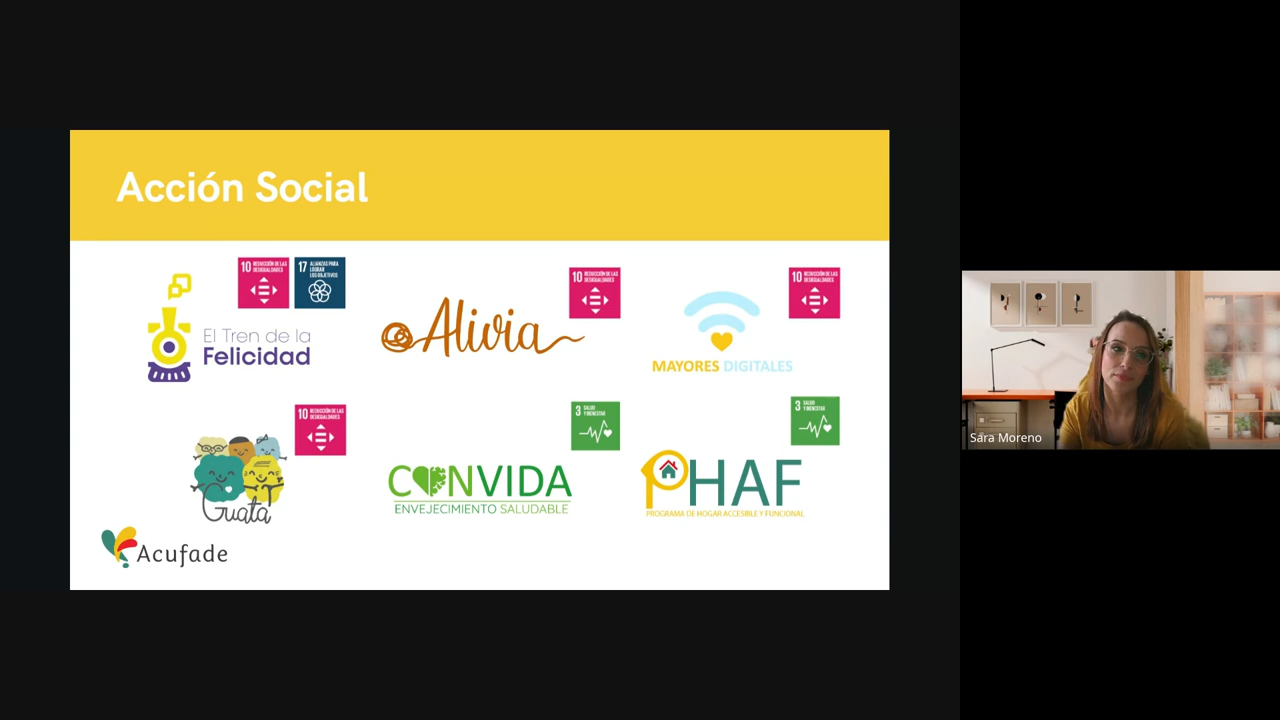 Acción Social
10 REDUCCIÓN DE LAS
DESIGUALDADES
17 ALIANZAS PARA
LOGRAR
LOS OBJETIVOS
El Tren de la
Felicidad
10 REDUCCIÓN DE LAS
DESIGUALDADES
Alivia
10 REDUCCIÓN DE LAS
DESIGUALDADES
MAYORES DIGITALES
10 REDUCCIÓN DE LAS
DESIGUALDADES
Guata
3 SALUD
Y BIENESTAR
CONVIDA
ENVEJECIMIENTO SALUDABLE
3 SALUD
Y BIENESTAR
PHAF
PROGRAMA DE HOGAR ACCESIBLE Y FUNCIONAL
Acufade
Sara Moreno